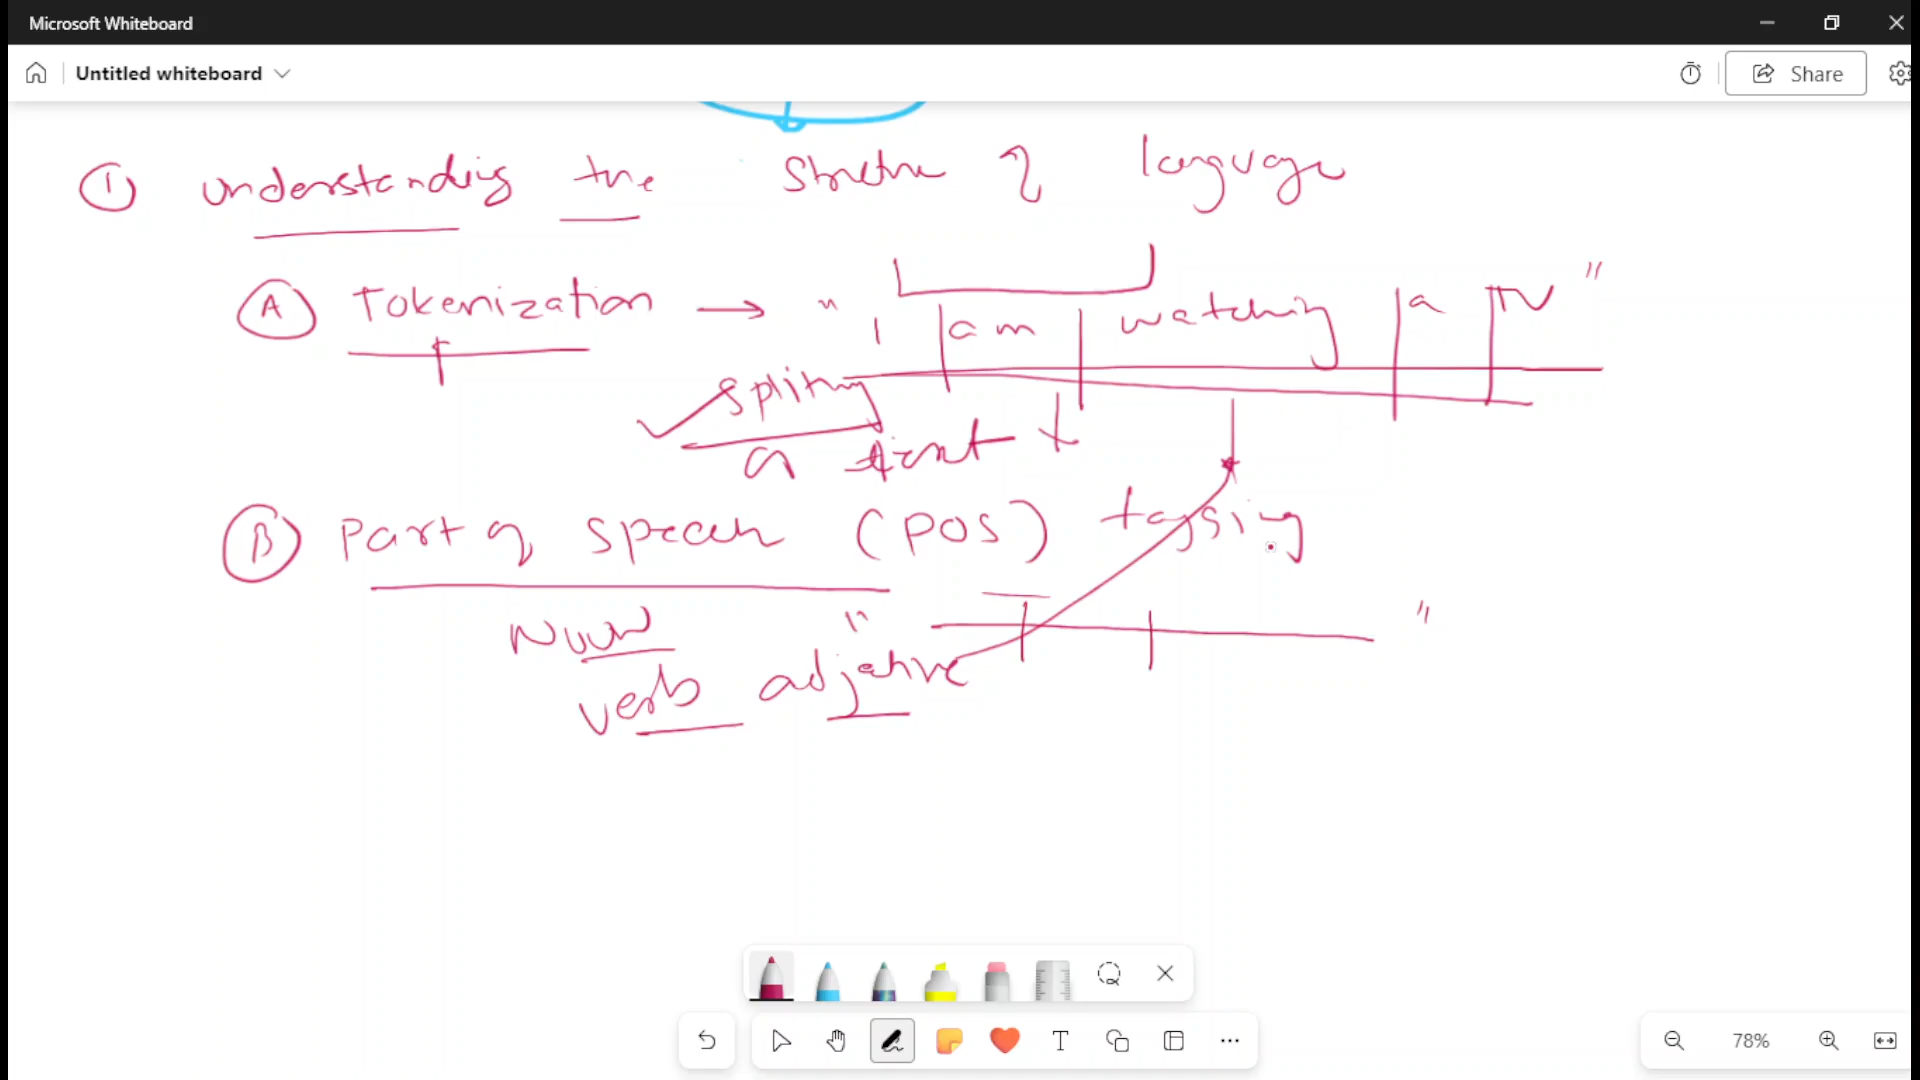 Microsoft Whiteboard
Untitled whiteboard
Share
① understanding the structure of language
Ⓐ Tokenization → " I am watching a TV "
spliting
a text
Ⓑ Part of speech (POS) tagging
Noun " "
verb adjective
T
78%